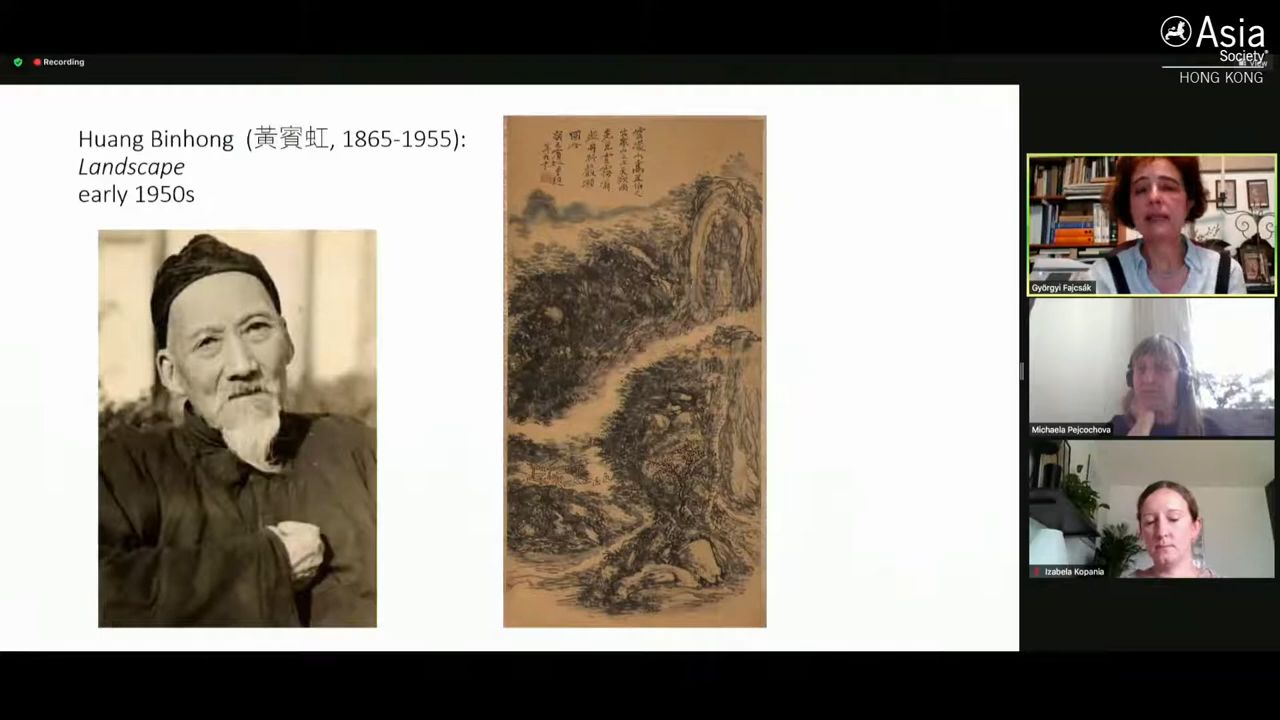 Asia
Society
HONG KONG
View
Recording
Huang Binhong (黃賓虹, 1865-1955):
Landscape
early 1950s
Györgyi Fajcsák
Michaela Pejcochova
Izabela Kopania